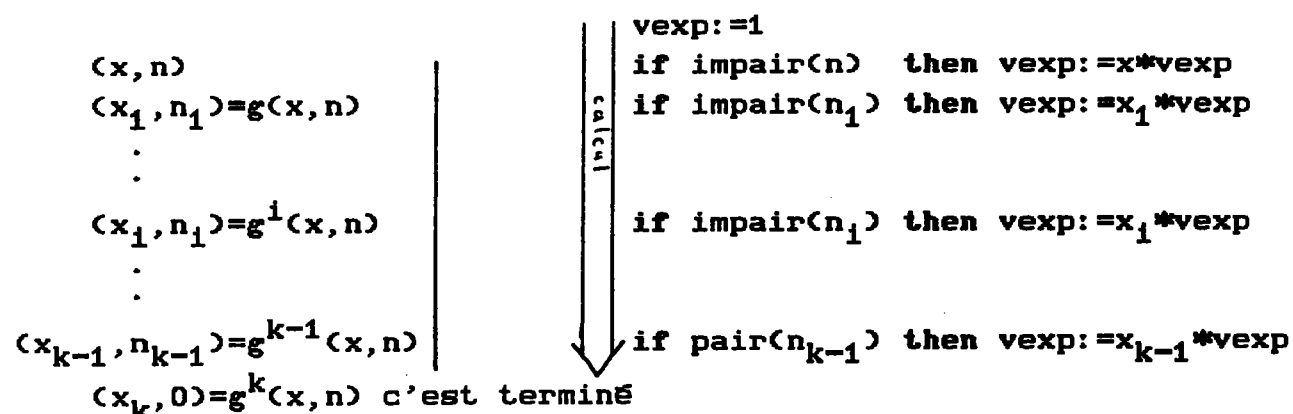 vexp:=1
(x,n) if impair(n) then vexp:=x*vexp
(x₁,n₁)=g(x,n) if impair(n₁) then vexp:=x₁*vexp
.
.
(xᵢ,nᵢ)=gⁱ(x,n) if impair(nᵢ) then vexp:=xᵢ*vexp
.
.
(xₖ₋₁,nₖ₋₁)=gᵏ⁻¹(x,n) if pair(nₖ₋₁) then vexp:=xₖ₋₁*vexp
(xₖ,0)=gᵏ(x,n) c'est terminé
calcul